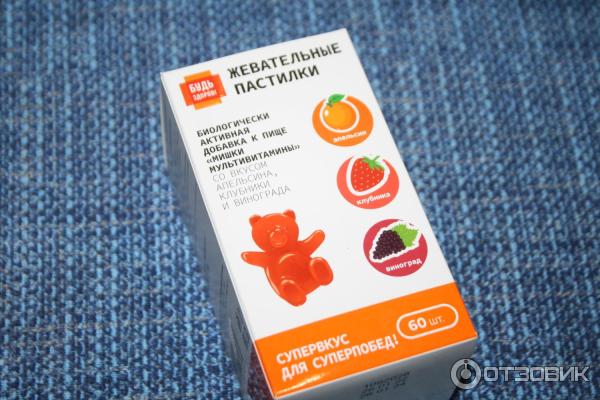 БУДЬ
ЗДОРОВ!
ЖЕВАТЕЛЬНЫЕ
ПАСТИЛКИ
БИОЛОГИЧЕСКИ
АКТИВНАЯ
ДОБАВКА К ПИЩЕ
«МИШКИ
МУЛЬТИВИТАМИНЫ»
СО ВКУСОМ
АПЕЛЬСИНА,
КЛУБНИКИ
И ВИНОГРАДА
апельсин
клубника
виноград
СУПЕРВКУС
ДЛЯ СУПЕРПОБЕД!
60 шт.
ОТЗОВИК